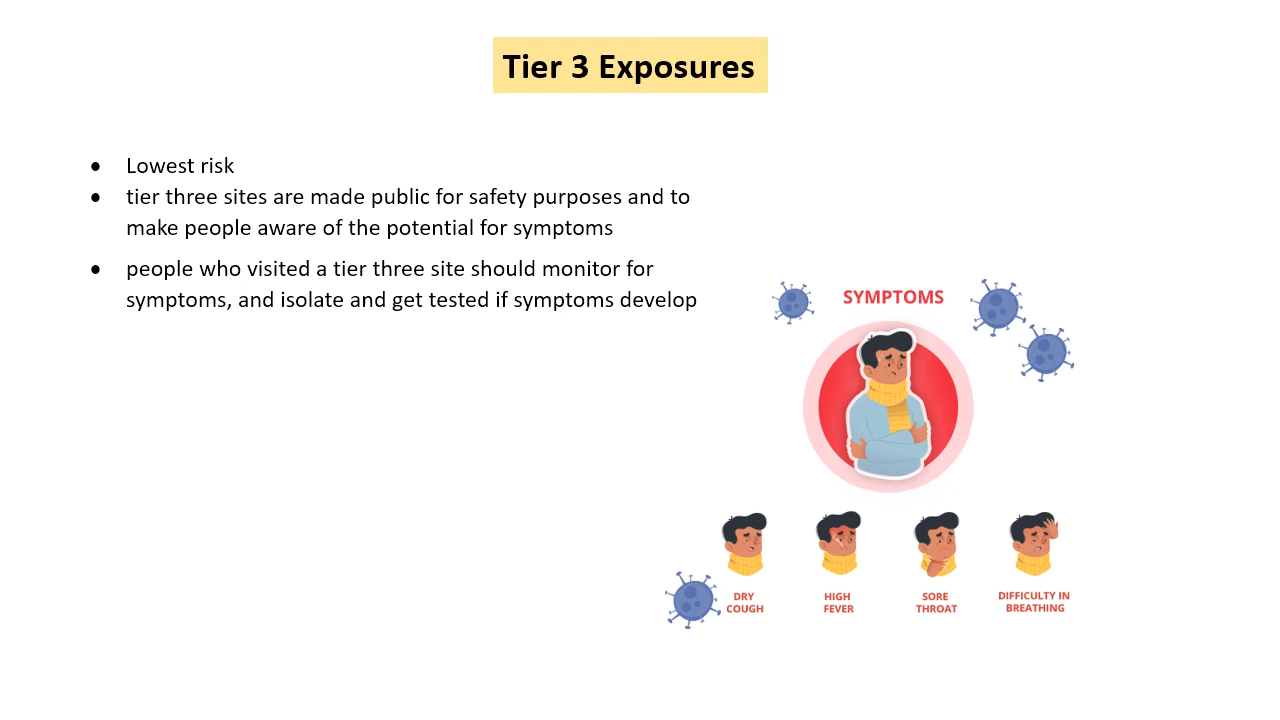 Tier 3 Exposures
● Lowest risk
● tier three sites are made public for safety purposes and to
make people aware of the potential for symptoms
● people who visited a tier three site should monitor for
symptoms, and isolate and get tested if symptoms develop
SYMPTOMS
DRY
COUGH
HIGH
FEVER
SORE
THROAT
DIFFICULTY IN
BREATHING